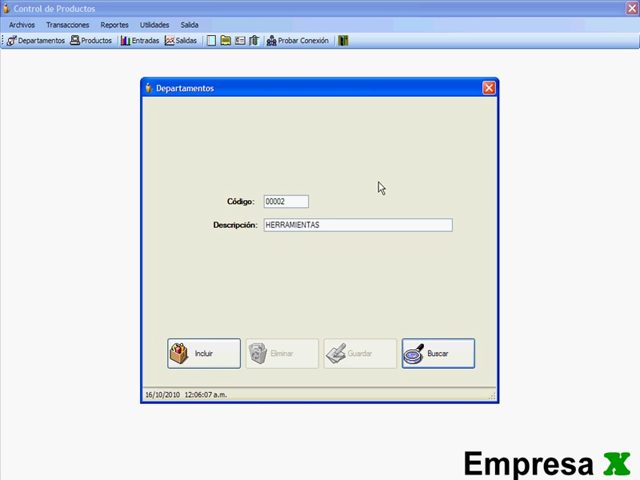 Control de Productos
Archivos Transacciones Reportes Utilidades Salida
Departamentos Productos Entradas Salidas Probar Conexión
Departamentos
Código: 00002
Descripción: HERRAMIENTAS
Incluir Eliminar Guardar Buscar
16/10/2010 12:06:07 a.m.
Empresa X